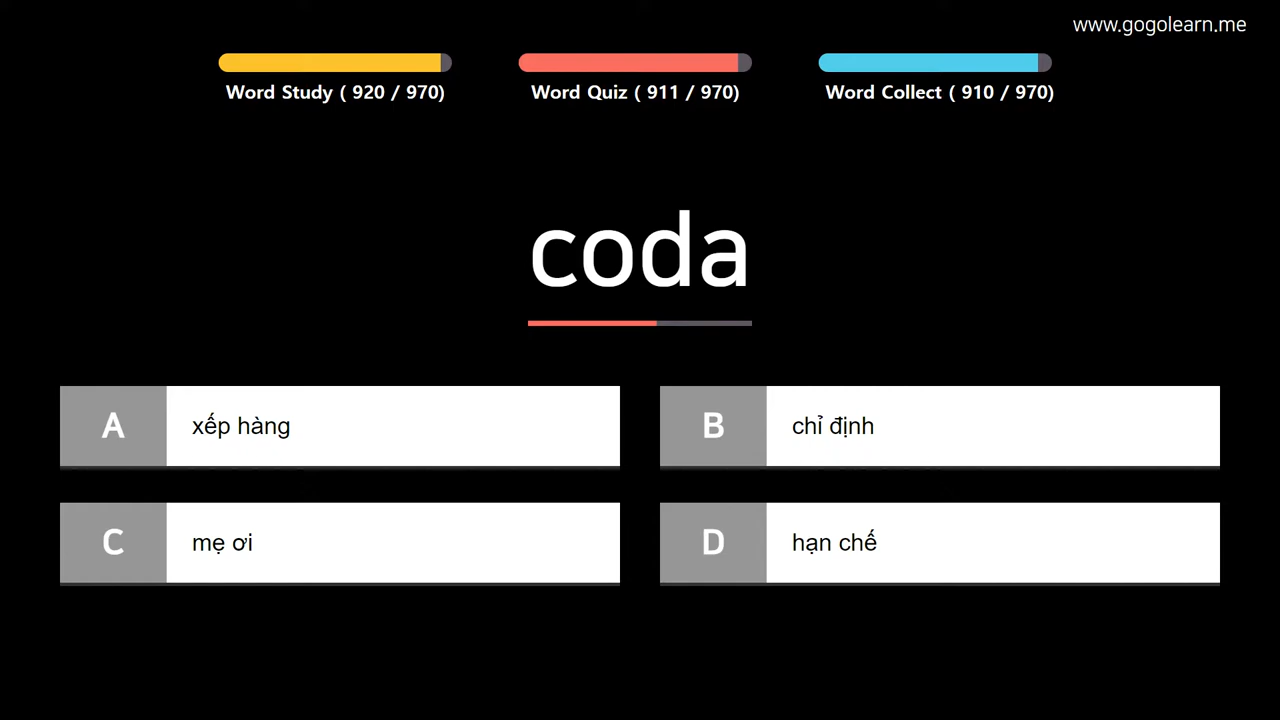 www.gogolearn.me
Word Study ( 920 / 970)
Word Quiz ( 911 / 970)
Word Collect ( 910 / 970)
coda
A xếp hàng
B chỉ định
C mẹ ơi
D hạn chế